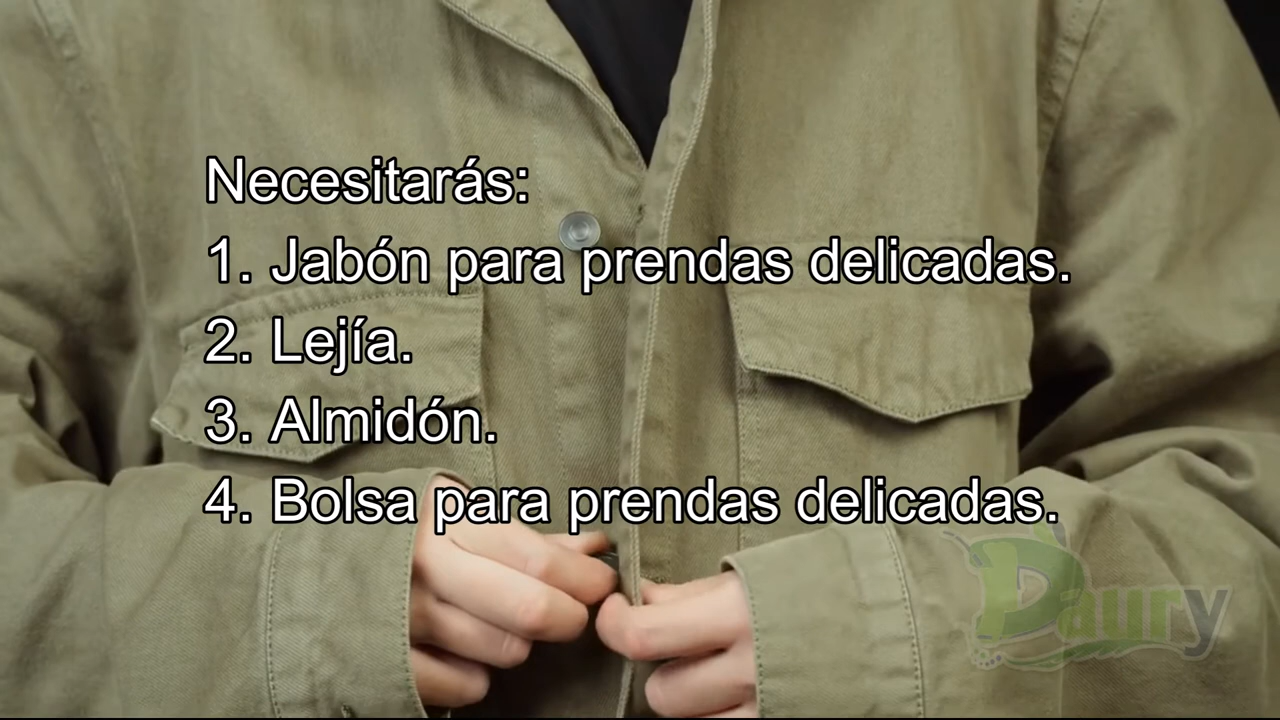 Necesitarás:
1. Jabón para prendas delicadas.
2. Lejía.
3. Almidón.
4. Bolsa para prendas delicadas.
Daury